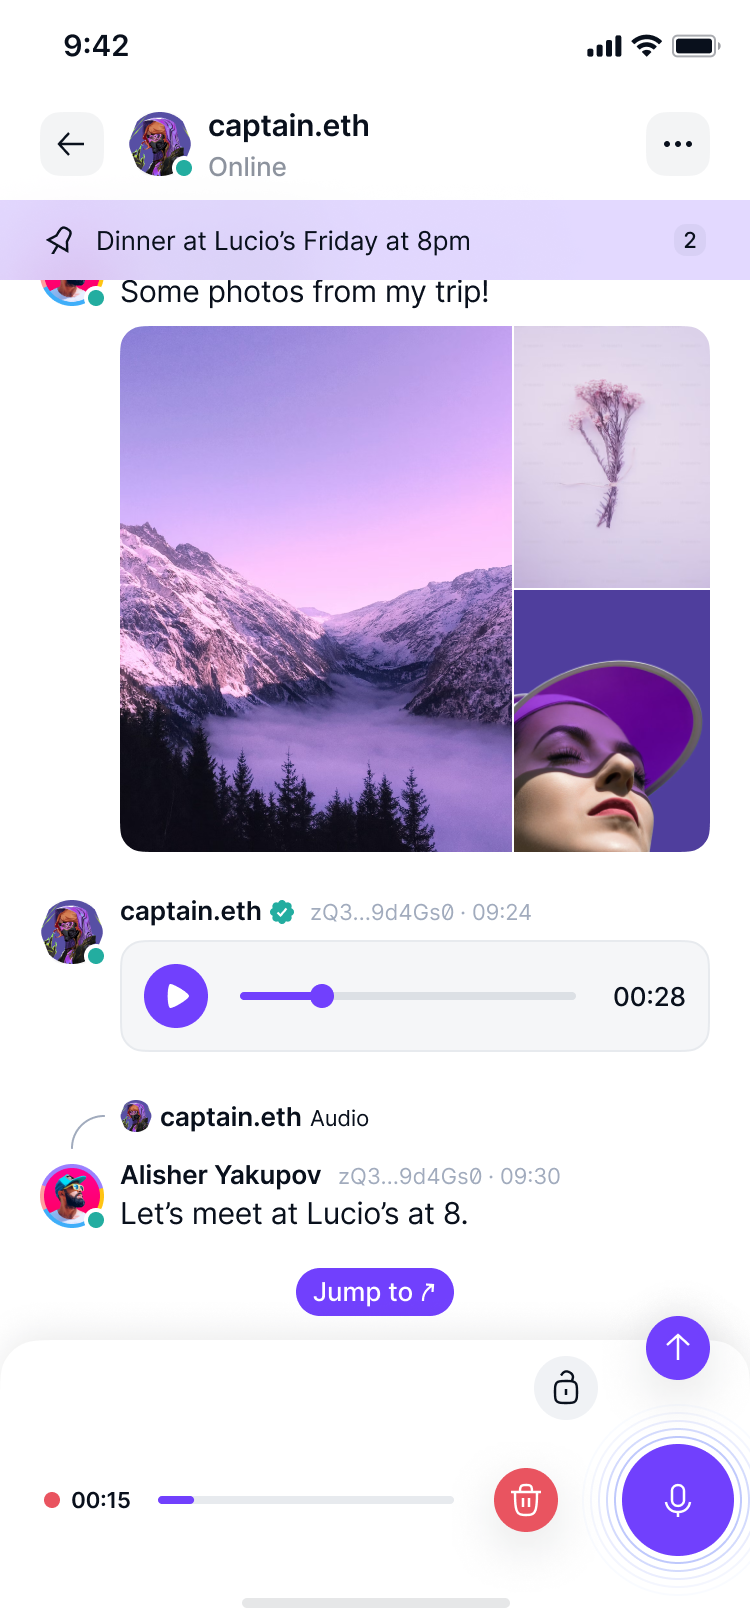 9:42
captain.eth
Online
Dinner at Lucio’s Friday at 8pm
2
Some photos from my trip!
captain.eth zQ3...9d4Gs0 · 09:24
00:28
captain.eth Audio
Alisher Yakupov zQ3...9d4Gs0 · 09:30
Let’s meet at Lucio’s at 8.
Jump to
00:15